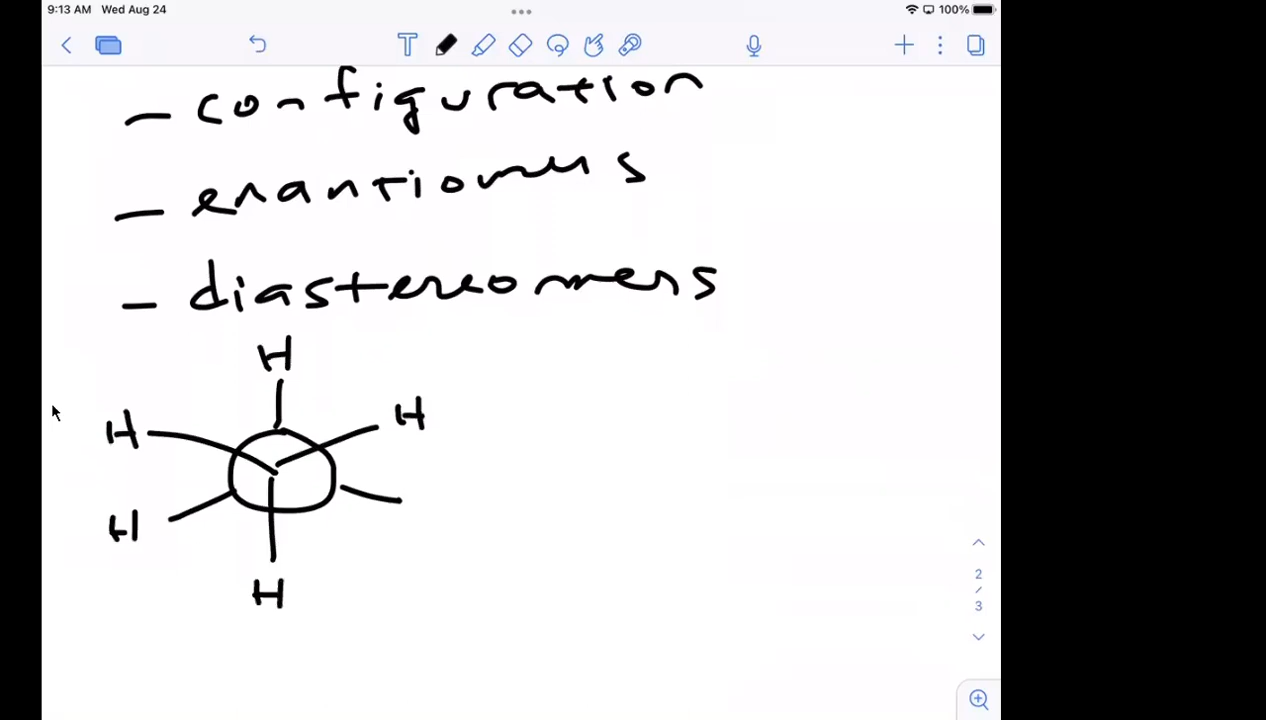 9:13 AM Wed Aug 24 100%
T
- configuration
- enantiomers
- diastereomers
H
H H
H
H
2
/
3